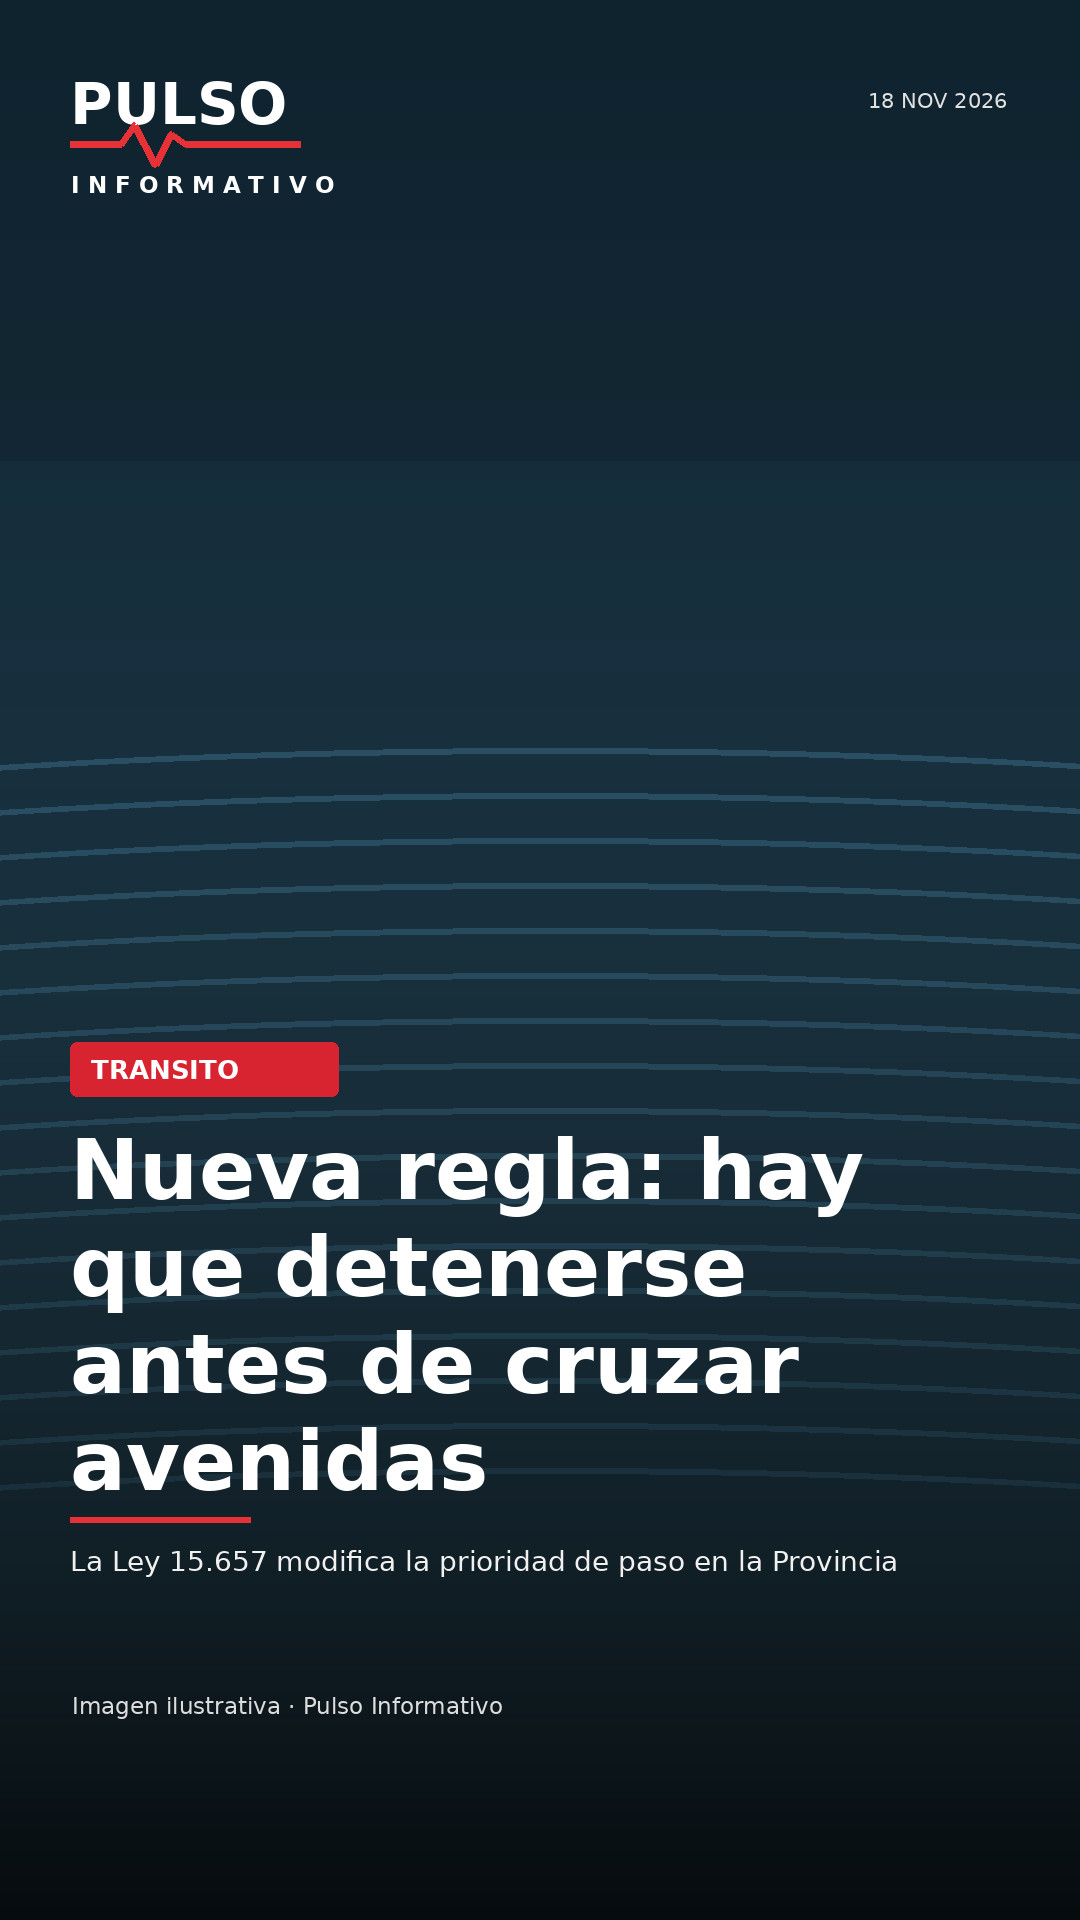 PULSO
INFORMATIVO
18 NOV 2026
TRANSITO
Nueva regla: hay
que detenerse
antes de cruzar
avenidas
La Ley 15.657 modifica la prioridad de paso en la Provincia
Imagen ilustrativa · Pulso Informativo